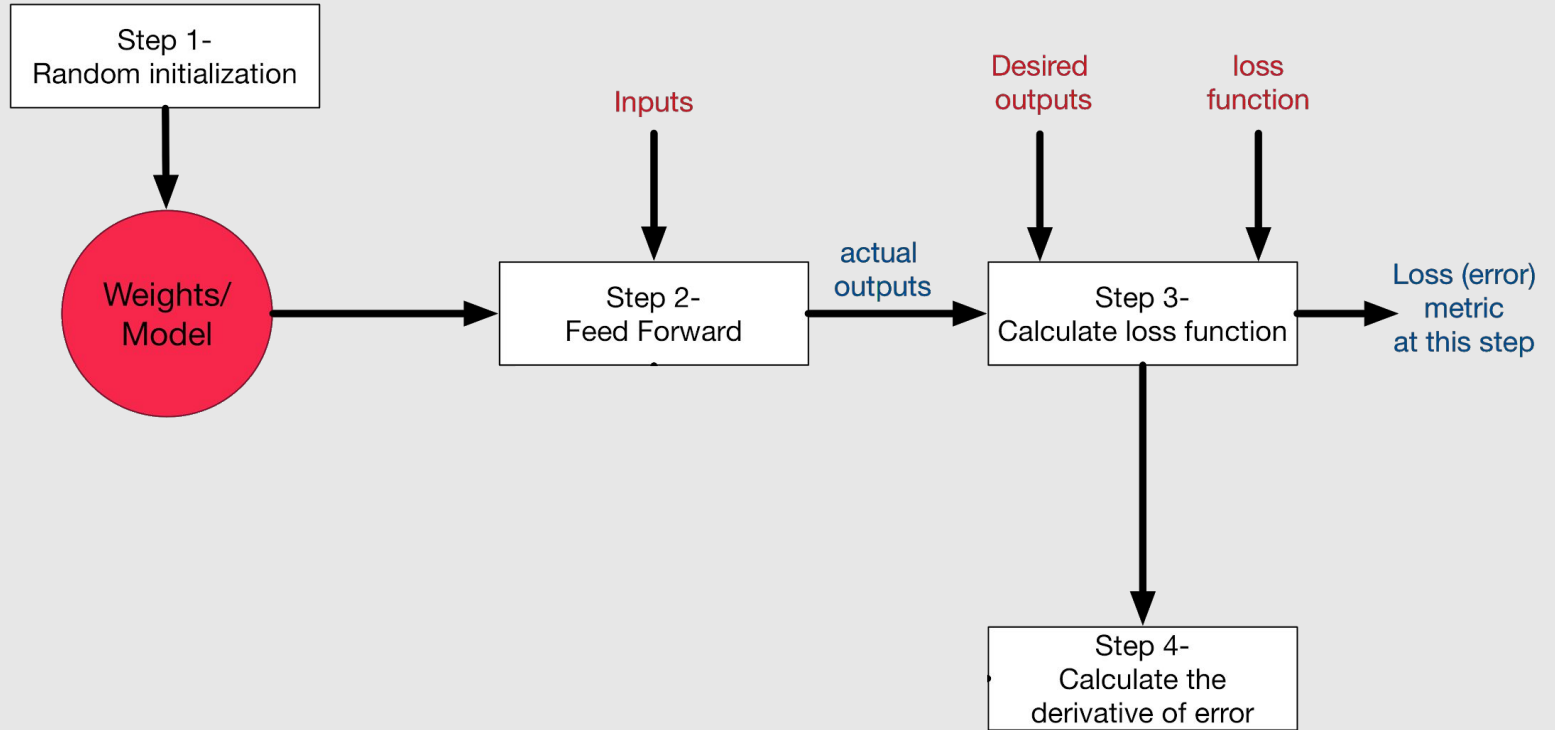 Step 1-
Random initialization
Inputs
Desired
outputs
loss
function
Weights/
Model
Step 2-
Feed Forward
actual
outputs
Step 3-
Calculate loss function
Loss (error)
metric
at this step
Step 4-
Calculate the
derivative of error